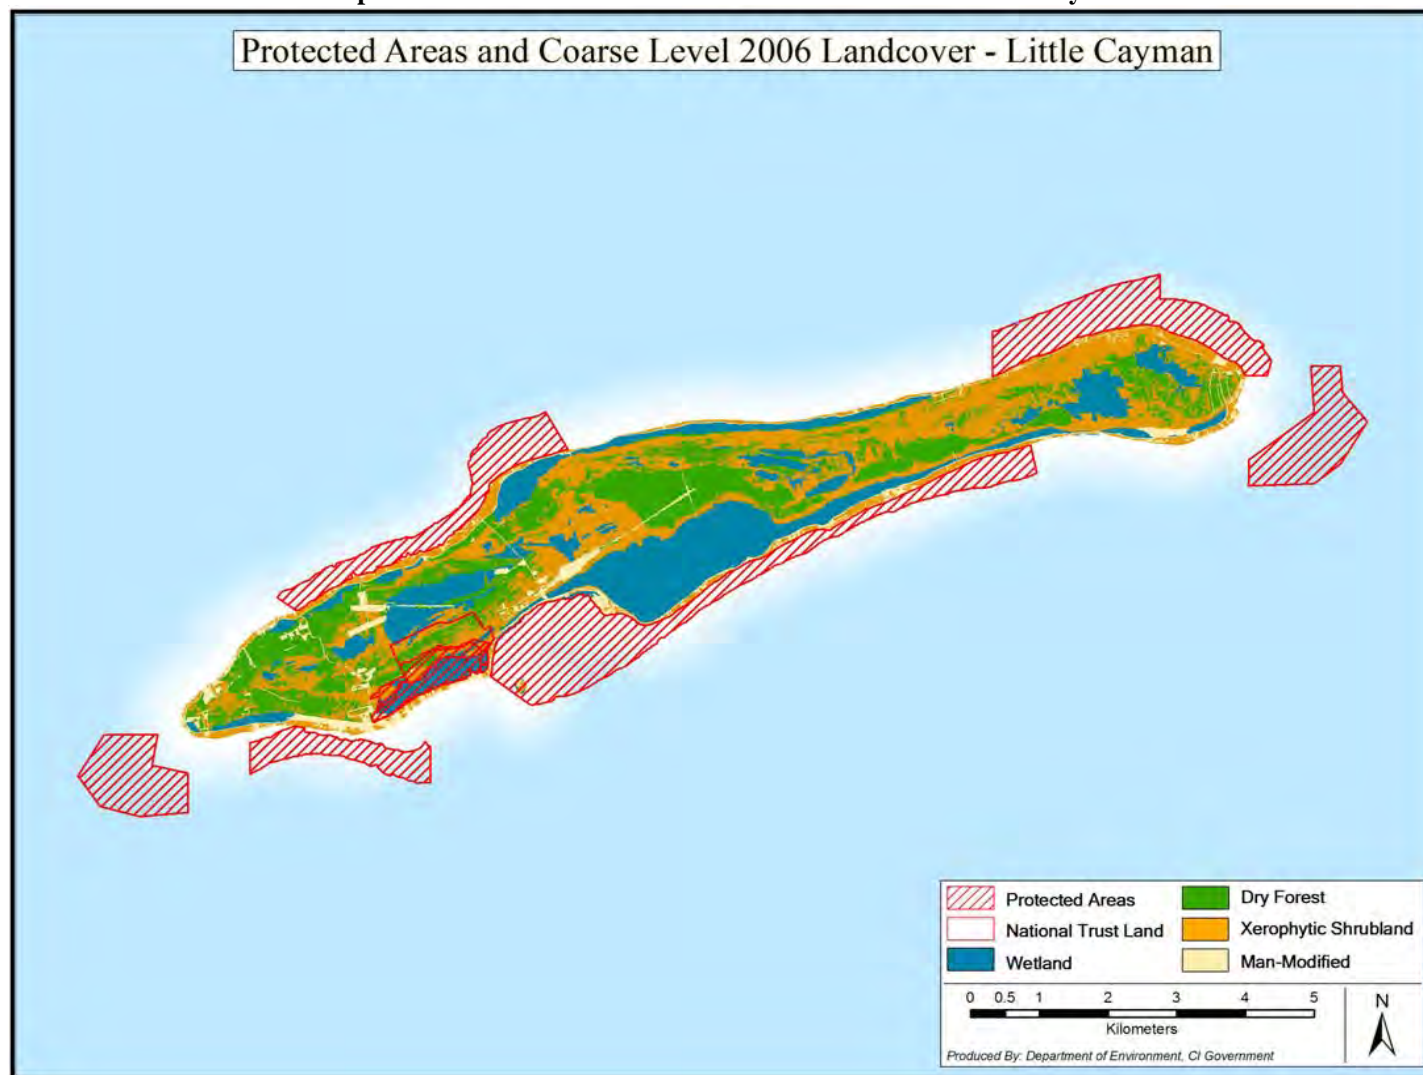 Protected Areas and Coarse Level 2006 Landcover - Little Cayman
Protected Areas
National Trust Land
Wetland
Dry Forest
Xerophytic Shrubland
Man-Modified
0 0.5 1 2 3 4 5
Kilometers
N
Produced By: Department of Environment, CI Government